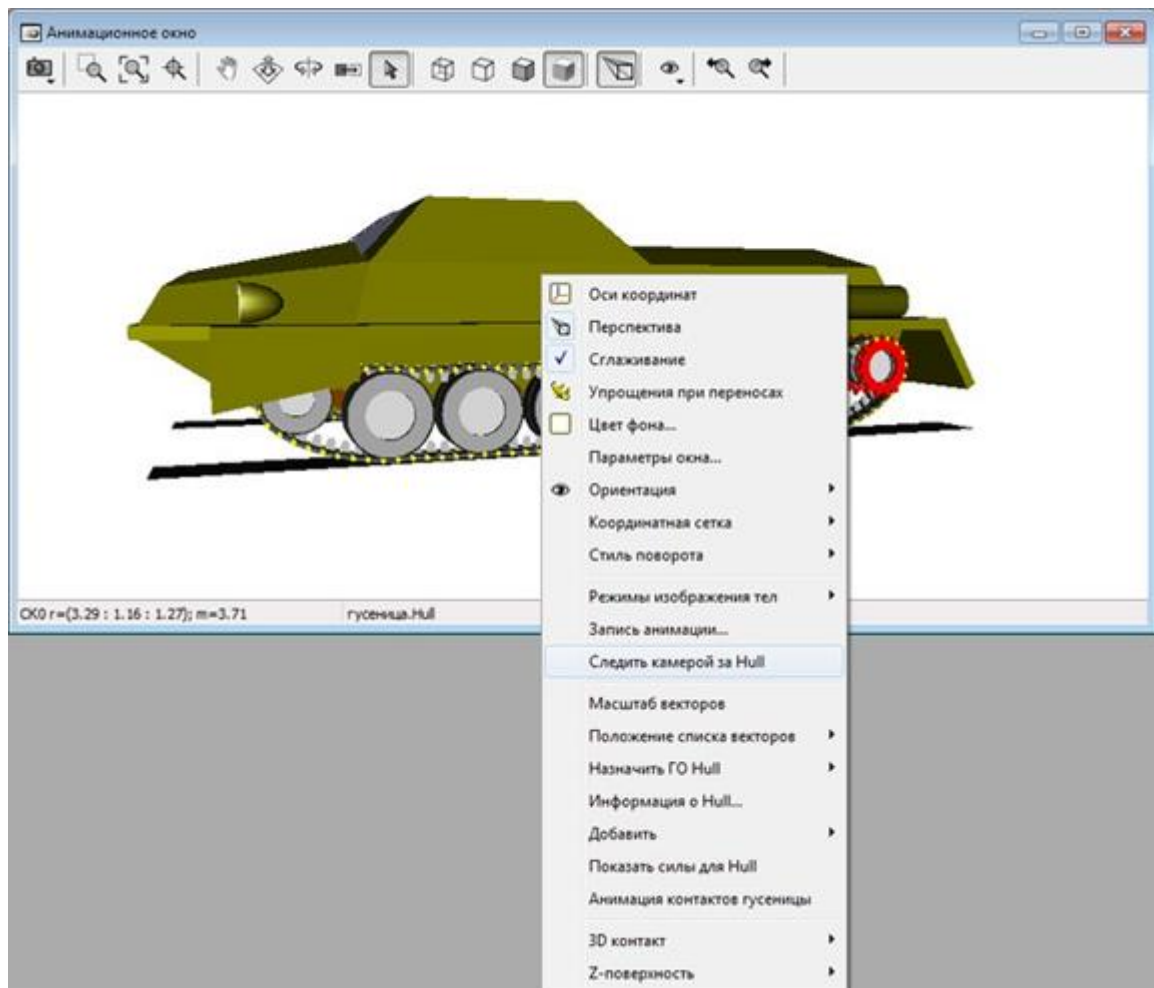 Анимационное окно
Оси координат
Перспектива
Сглаживание
Упрощения при переносах
Цвет фона...
Параметры окна...
Ориентация
Координатная сетка
Стиль поворота
Режимы изображения тел
СК0 r=(3.29 : 1.16 : 1.27); m=3.71 гусеница.Hull
Запись анимации...
Следить камерой за Hull
Масштаб векторов
Положение списка векторов
Назначить ГО Hull
Информация о Hull...
Добавить
Показать силы для Hull
Анимация контактов гусеницы
3D контакт
Z-поверхность